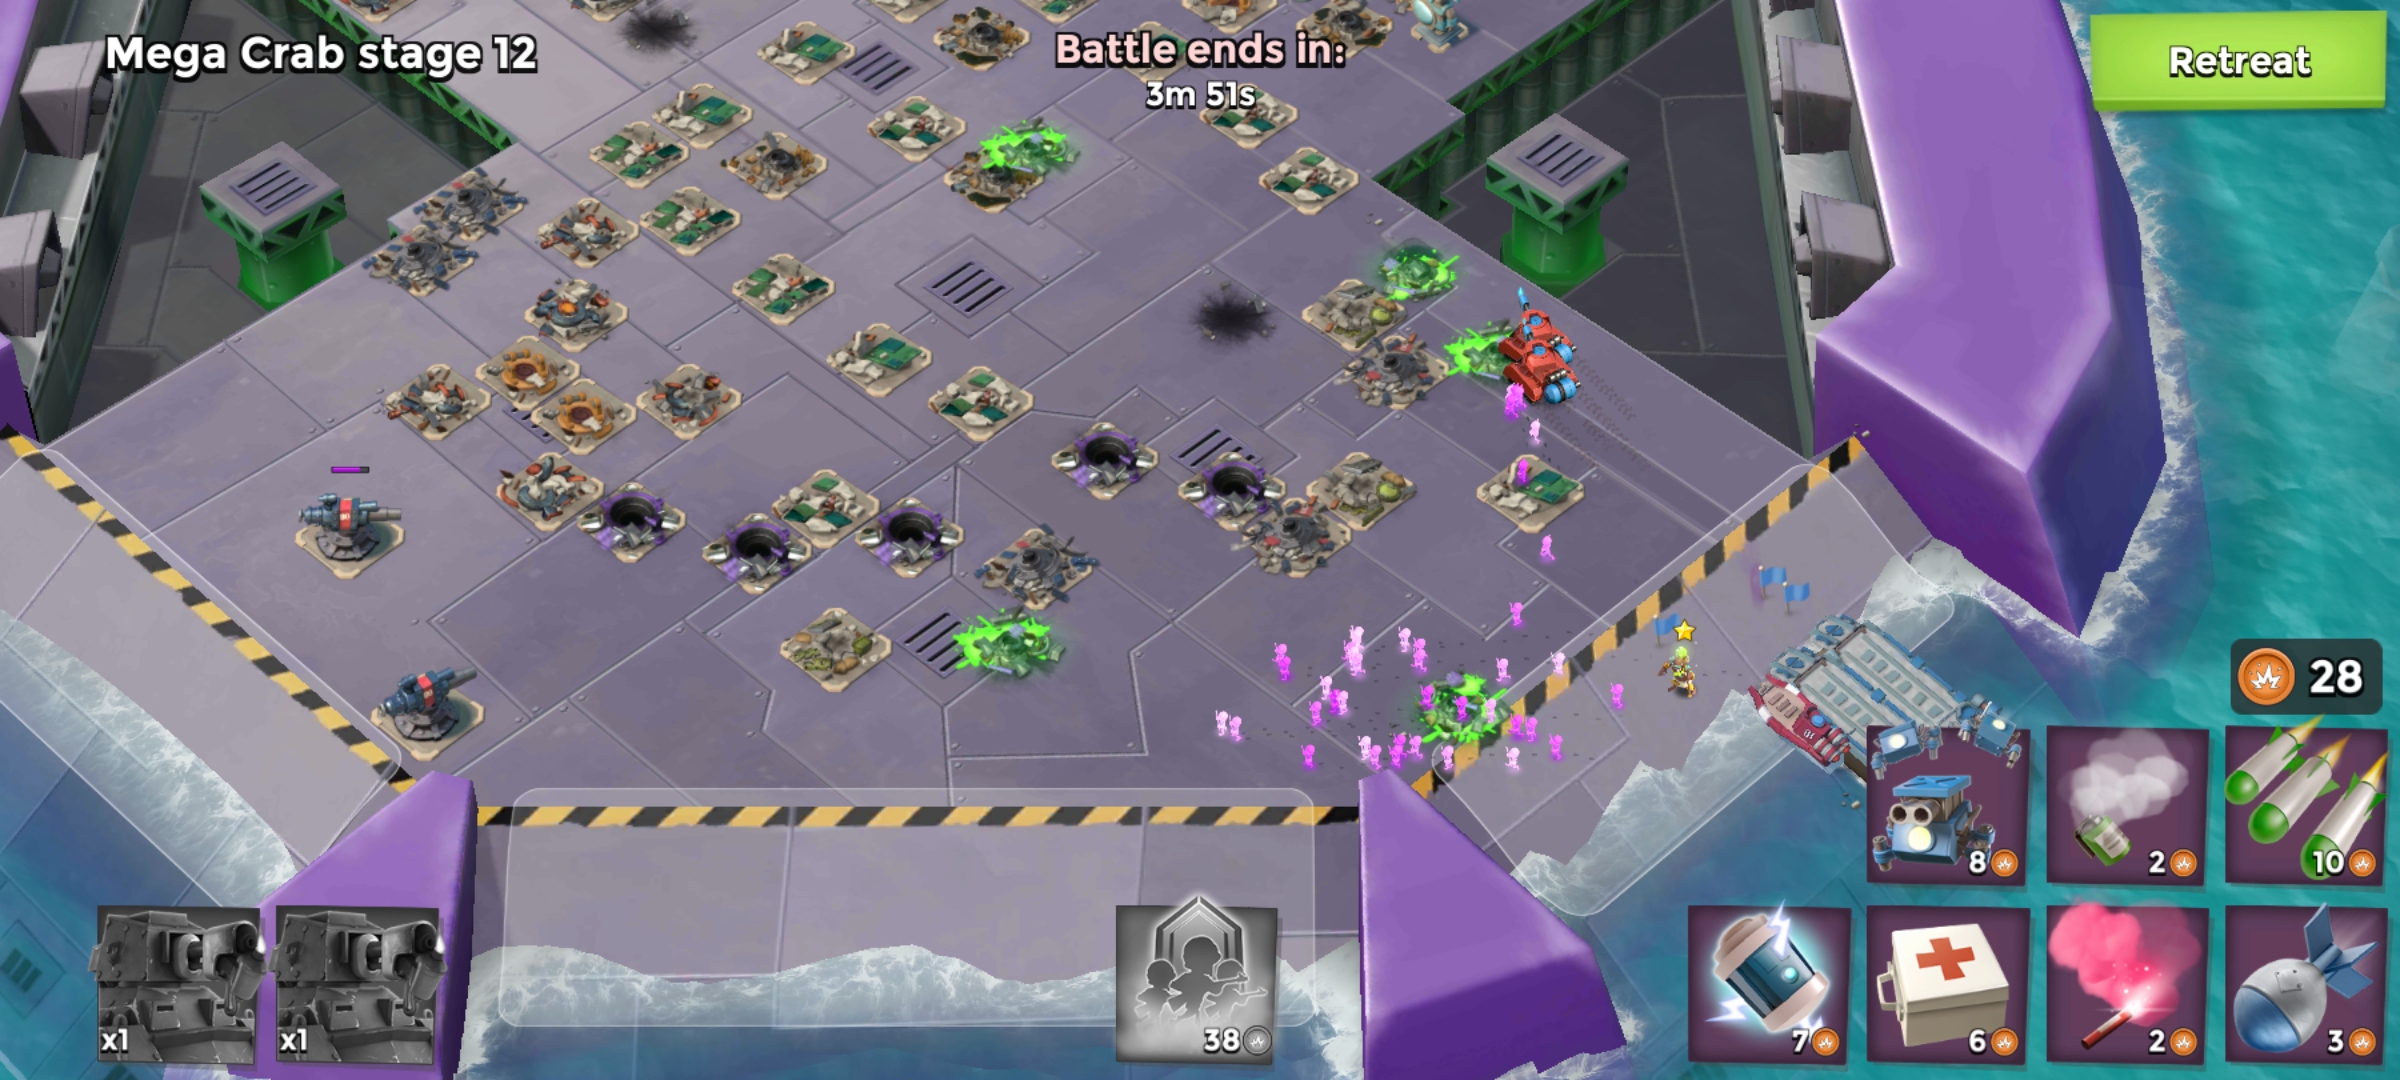 Mega Crab stage 12
Battle ends in:
3m 51s
Retreat
28
8
2
10
x1
x1
38
7
6
2
3